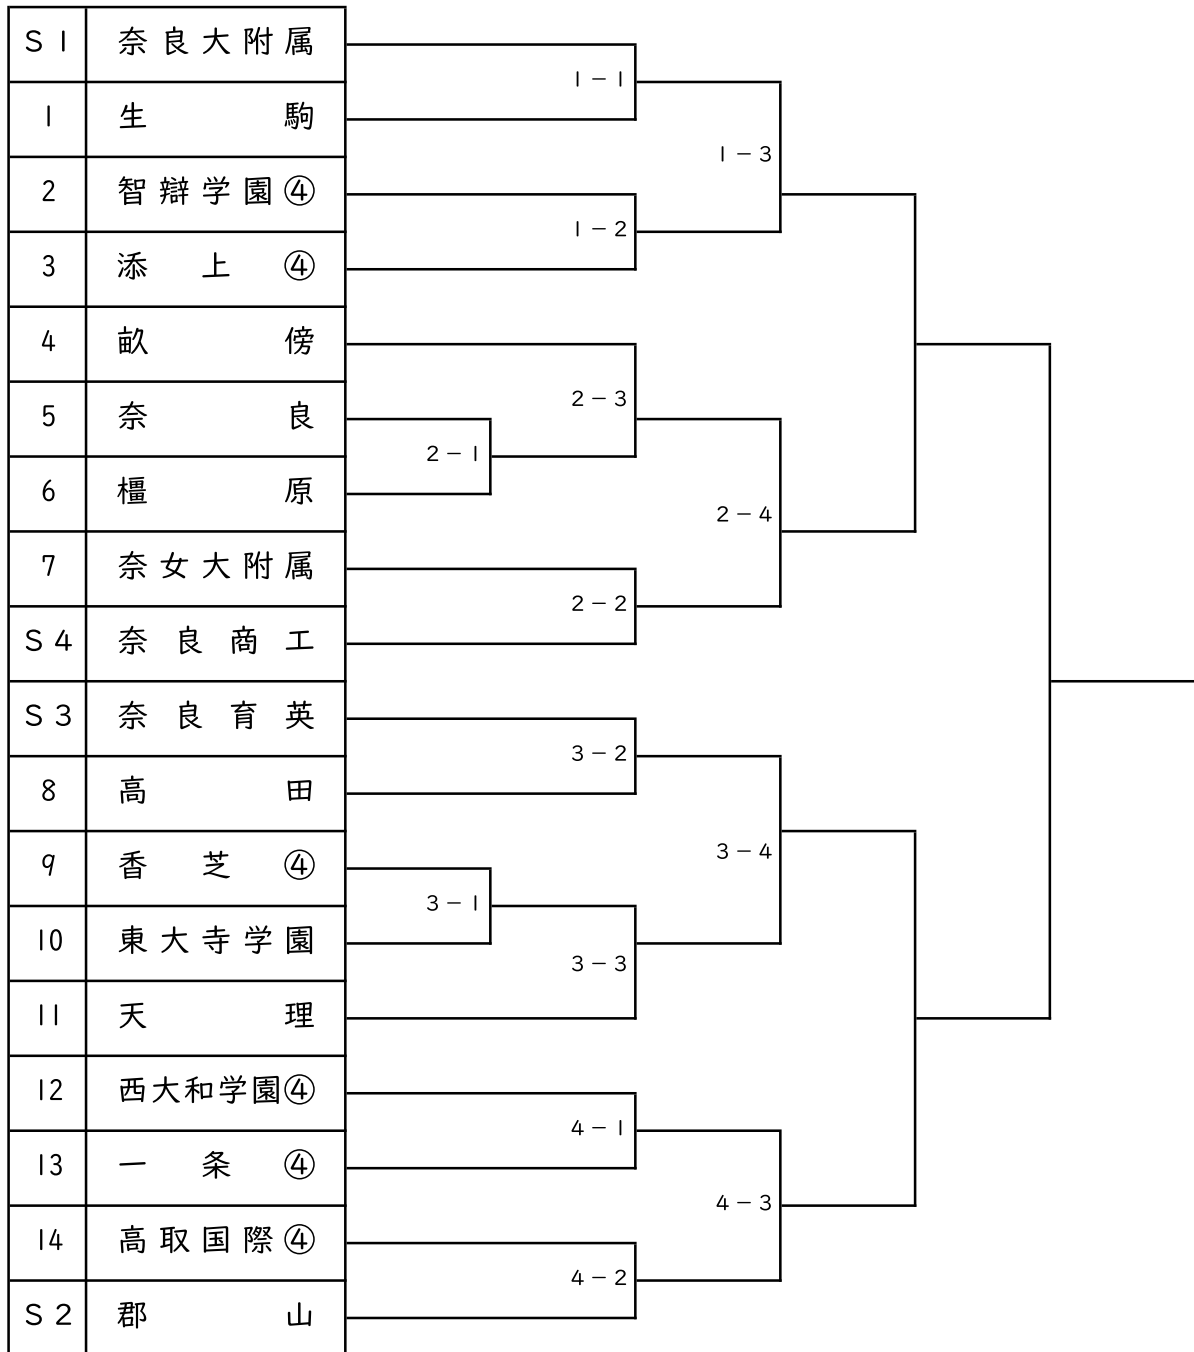 S1 奈良大附属
1－1
1 生駒
1－3
2 智辯学園④
1－2
3 添上④
4 畝傍
2－3
5 奈良
2－1
6 橿原
2－4
7 奈女大附属
2－2
S4 奈良商工
S3 奈良育英
3－2
8 高田
3－4
9 香芝④
3－1
10 東大寺学園
3－3
11 天理
12 西大和学園④
4－1
13 一条④
4－3
14 高取国際④
4－2
S2 郡山